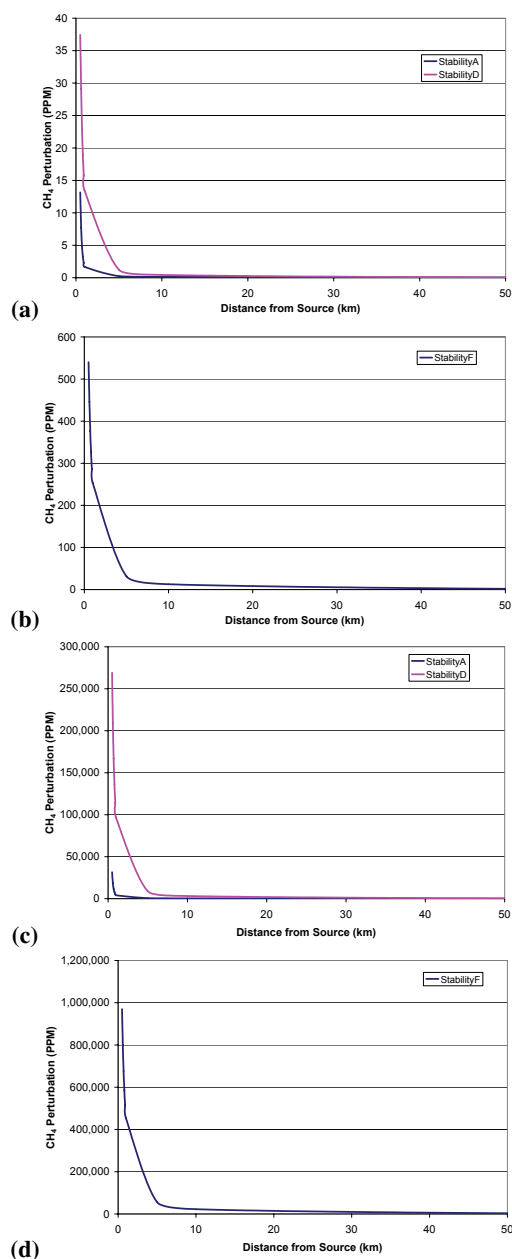 40
35
30
25
20
15
10
5
0
CH4 Perturbation (PPM)
StabilityA
StabilityD
0 10 20 30 40 50
Distance from Source (km)
(a)
600
500
400
300
200
100
0
CH4 Perturbation (PPM)
StabilityF
0 10 20 30 40 50
Distance from Source (km)
(b)
300,000
250,000
200,000
150,000
100,000
50,000
0
CH4 Perturbation (PPM)
StabilityA
StabilityD
0 10 20 30 40 50
Distance from Source (km)
(c)
1,200,000
1,000,000
800,000
600,000
400,000
200,000
0
CH4 Perturbation (PPM)
StabilityF
0 10 20 30 40 50
Distance from Source (km)
(d)